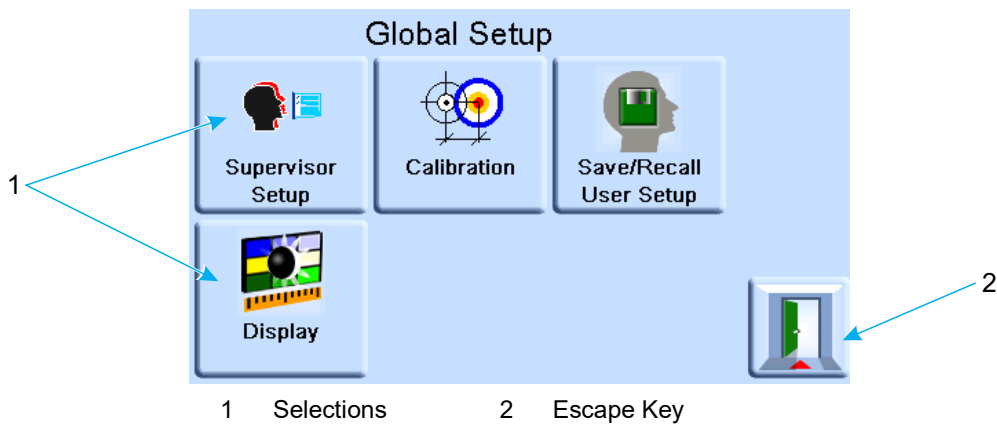 Global Setup
Supervisor
Setup
Calibration
Save/Recall
User Setup
1
Display
2
1 Selections 2 Escape Key